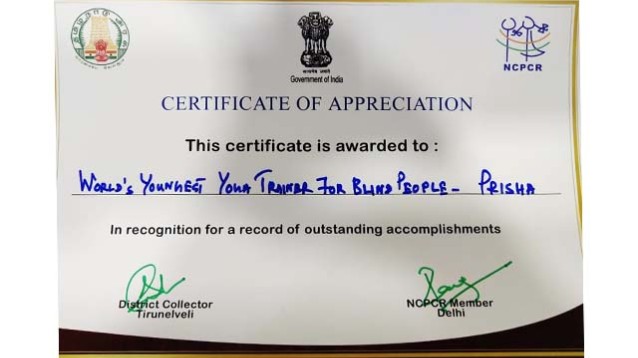 Government of India
NCPCR
CERTIFICATE OF APPRECIATION
This certificate is awarded to :
WORLD'S YOUNGEST YOGA TRAINER FOR BLIND PEOPLE - PRISHA
In recognition for a record of outstanding accomplishments
District Collector
Tirunelveli
NCPCR Member
Delhi